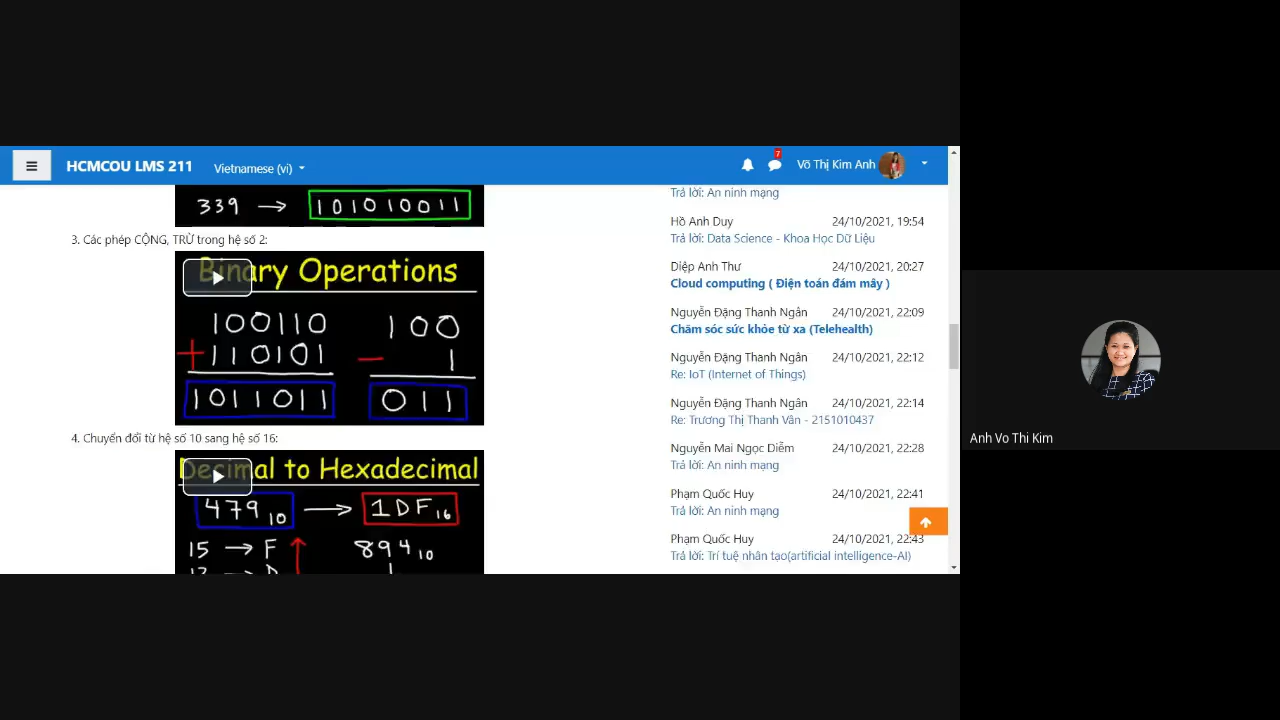 HCMCOU LMS 211
Vietnamese (vi)
7
Võ Thị Kim Anh
339 → 101010011
3. Các phép CỘNG, TRỪ trong hệ số 2:
Binary Operations
100110
+ 110101
1011011
100
− 1
011
4. Chuyển đổi từ hệ số 10 sang hệ số 16:
Decimal to Hexadecimal
479₁₀ → 1DF₁₆
15 → F
894₁₀
Trả lời: An ninh mạng
Hồ Anh Duy 24/10/2021, 19:54
Trả lời: Data Science - Khoa Học Dữ Liệu
Diệp Anh Thư 24/10/2021, 20:27
Cloud computing ( Điện toán đám mây )
Nguyễn Đặng Thanh Ngân 24/10/2021, 22:09
Chăm sóc sức khỏe từ xa (Telehealth)
Nguyễn Đặng Thanh Ngân 24/10/2021, 22:12
Re: IoT (Internet of Things)
Nguyễn Đặng Thanh Ngân 24/10/2021, 22:14
Re: Trương Thị Thanh Vân - 2151010437
Nguyễn Mai Ngọc Diễm 24/10/2021, 22:28
Trả lời: An ninh mạng
Phạm Quốc Huy 24/10/2021, 22:41
Trả lời: An ninh mạng
Phạm Quốc Huy 24/10/2021, 22:43
Trả lời: Trí tuệ nhân tạo(artificial intelligence-AI)
Anh Vo Thi Kim